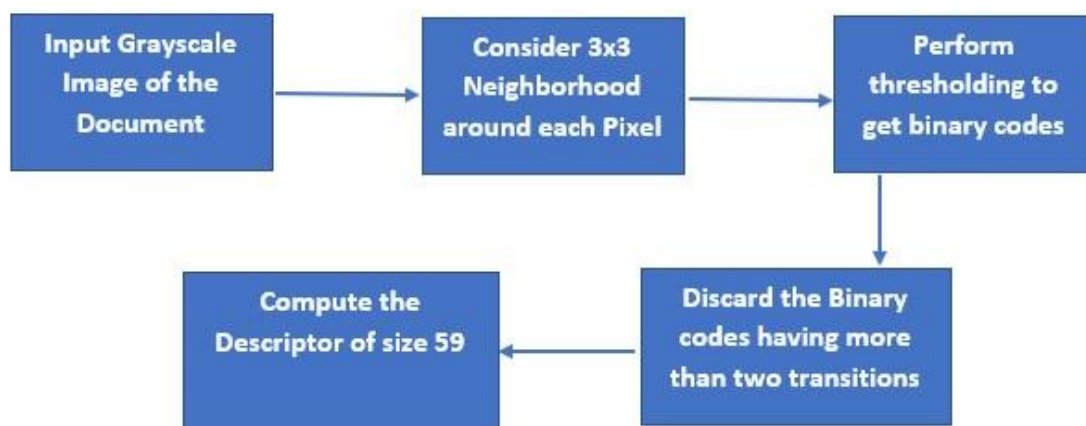 Input Grayscale
Image of the
Document
Consider 3x3
Neighborhood
around each Pixel
Perform
thresholding to
get binary codes
Discard the Binary
codes having more
than two transitions
Compute the
Descriptor of size 59